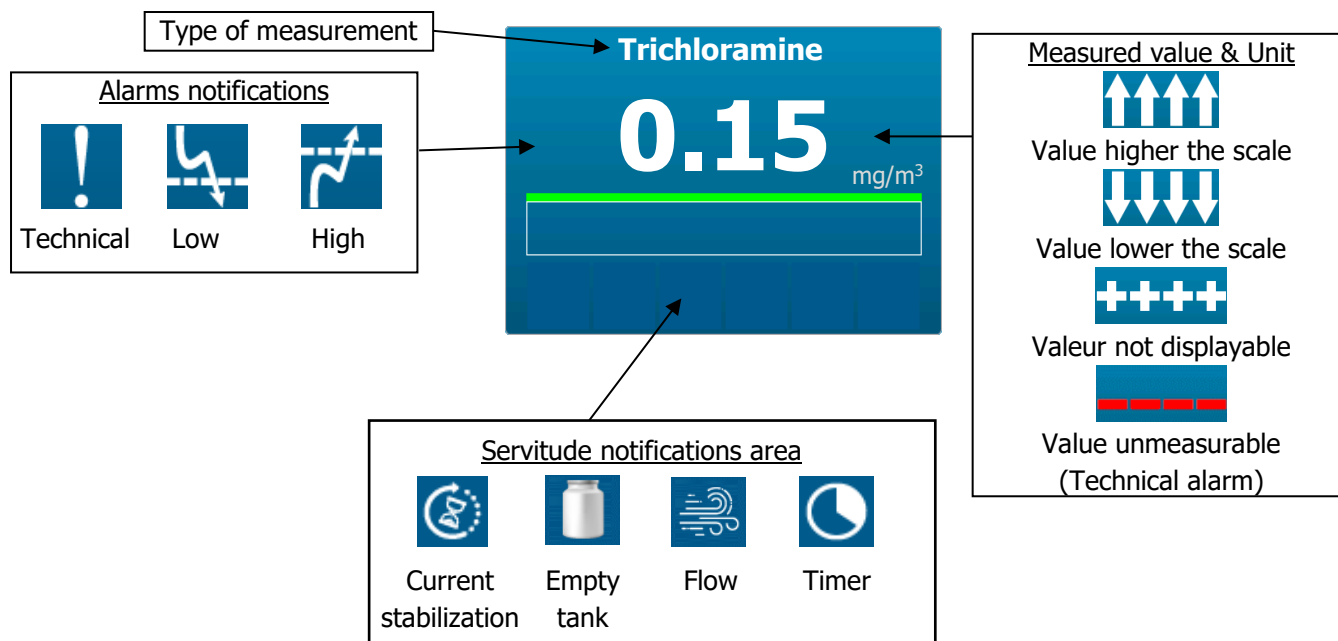 Type of measurement
Trichloramine
0.15
mg/m³
Alarms notifications
Technical
Low
High
Measured value & Unit
Value higher the scale
Value lower the scale
Valeur not displayable
Value unmeasurable
(Technical alarm)
Servitude notifications area
Current
stabilization
Empty
tank
Flow
Timer